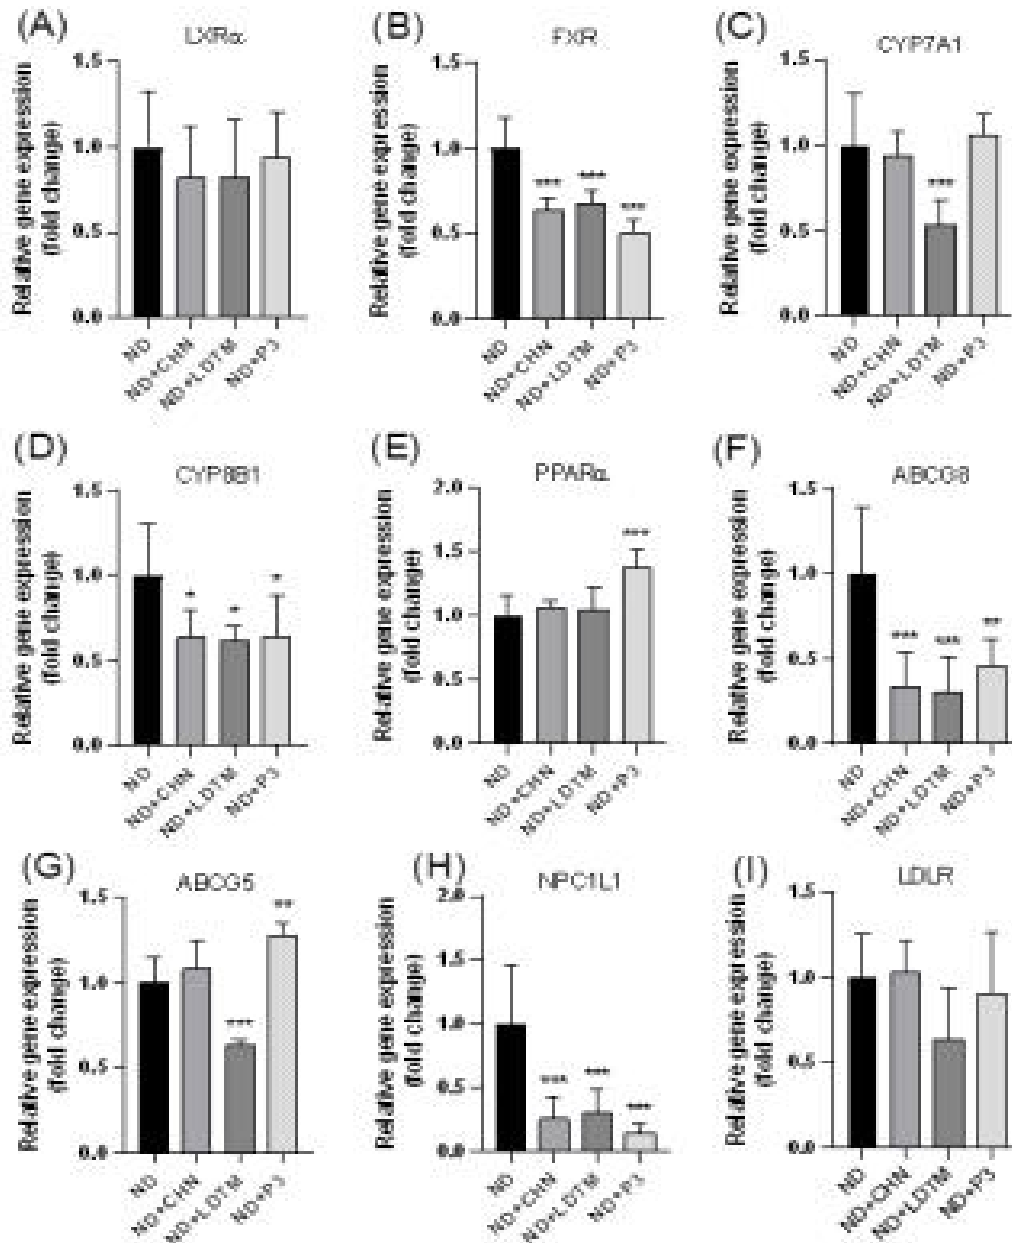 (A)
LXRα
Relative gene expression
(fold change)
1.5
1.0
0.5
0.0
ND
ND+CHN
ND+LDTM
ND+P3
(B)
FXR
Relative gene expression
(fold change)
1.5
1.0
0.5
0.0
***
***
***
ND
ND+CHN
ND+LDTM
ND+P3
(C)
CYP7A1
Relative gene expression
(fold change)
1.5
1.0
0.5
0.0
***
ND
ND+CHN
ND+LDTM
ND+P3
(D)
CYP8B1
Relative gene expression
(fold change)
1.5
1.0
0.5
0.0
*
*
*
ND
ND+CHN
ND+LDTM
ND+P3
(E)
PPARα
Relative gene expression
(fold change)
2.0
1.5
1.0
0.5
0.0
***
ND
ND+CHN
ND+LDTM
ND+P3
(F)
ABCG8
Relative gene expression
(fold change)
1.5
1.0
0.5
0.0
***
***
**
ND
ND+CHN
ND+LDTM
ND+P3
(G)
ABCG5
Relative gene expression
(fold change)
1.5
1.0
0.5
0.0
***
**
ND
ND+CHN
ND+LDTM
ND+P3
(H)
NPC1L1
Relative gene expression
(fold change)
2.0
1.5
1.0
0.5
0.0
***
***
***
ND
ND+CHN
ND+LDTM
ND+P3
(I)
LDLR
Relative gene expression
(fold change)
1.5
1.0
0.5
0.0
ND
ND+CHN
ND+LDTM
ND+P3